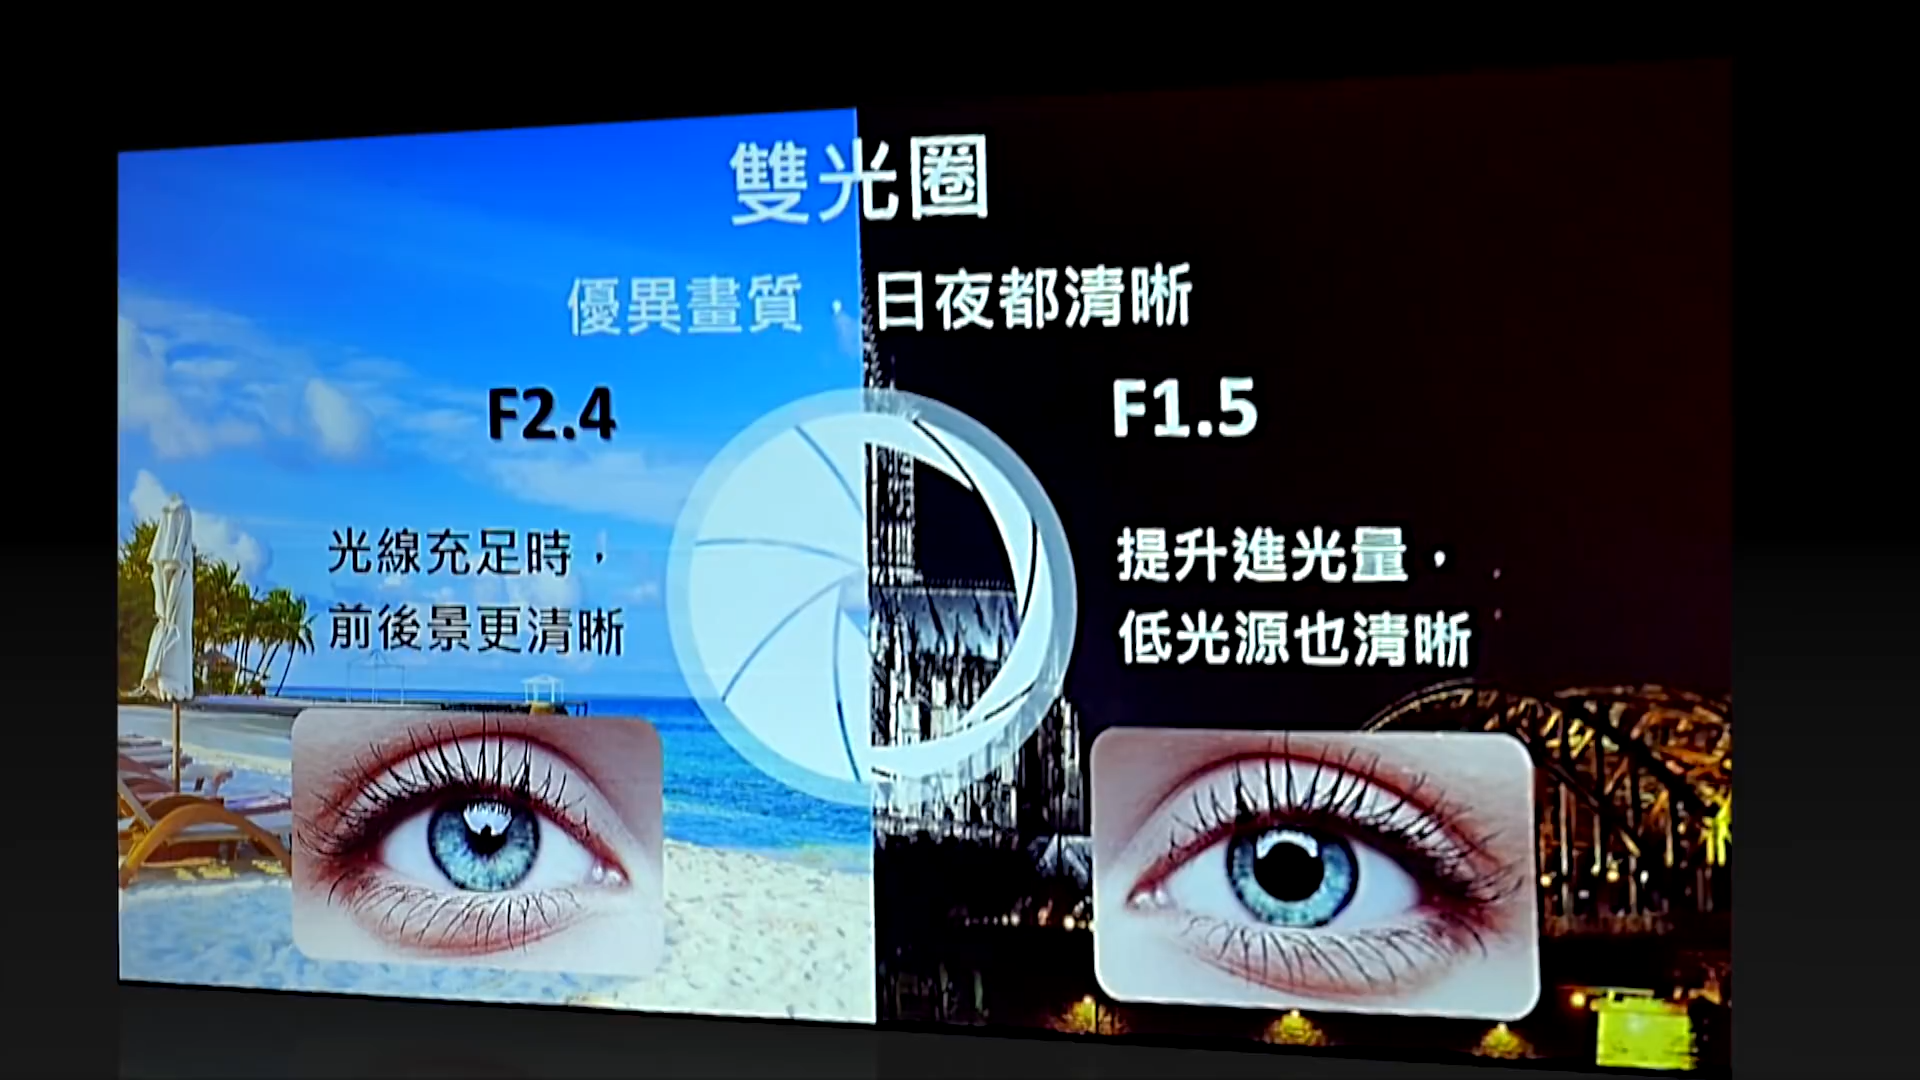 雙光圈
優異畫質，日夜都清晰
F2.4
光線充足時，
前後景更清晰
F1.5
提升進光量，
低光源也清晰